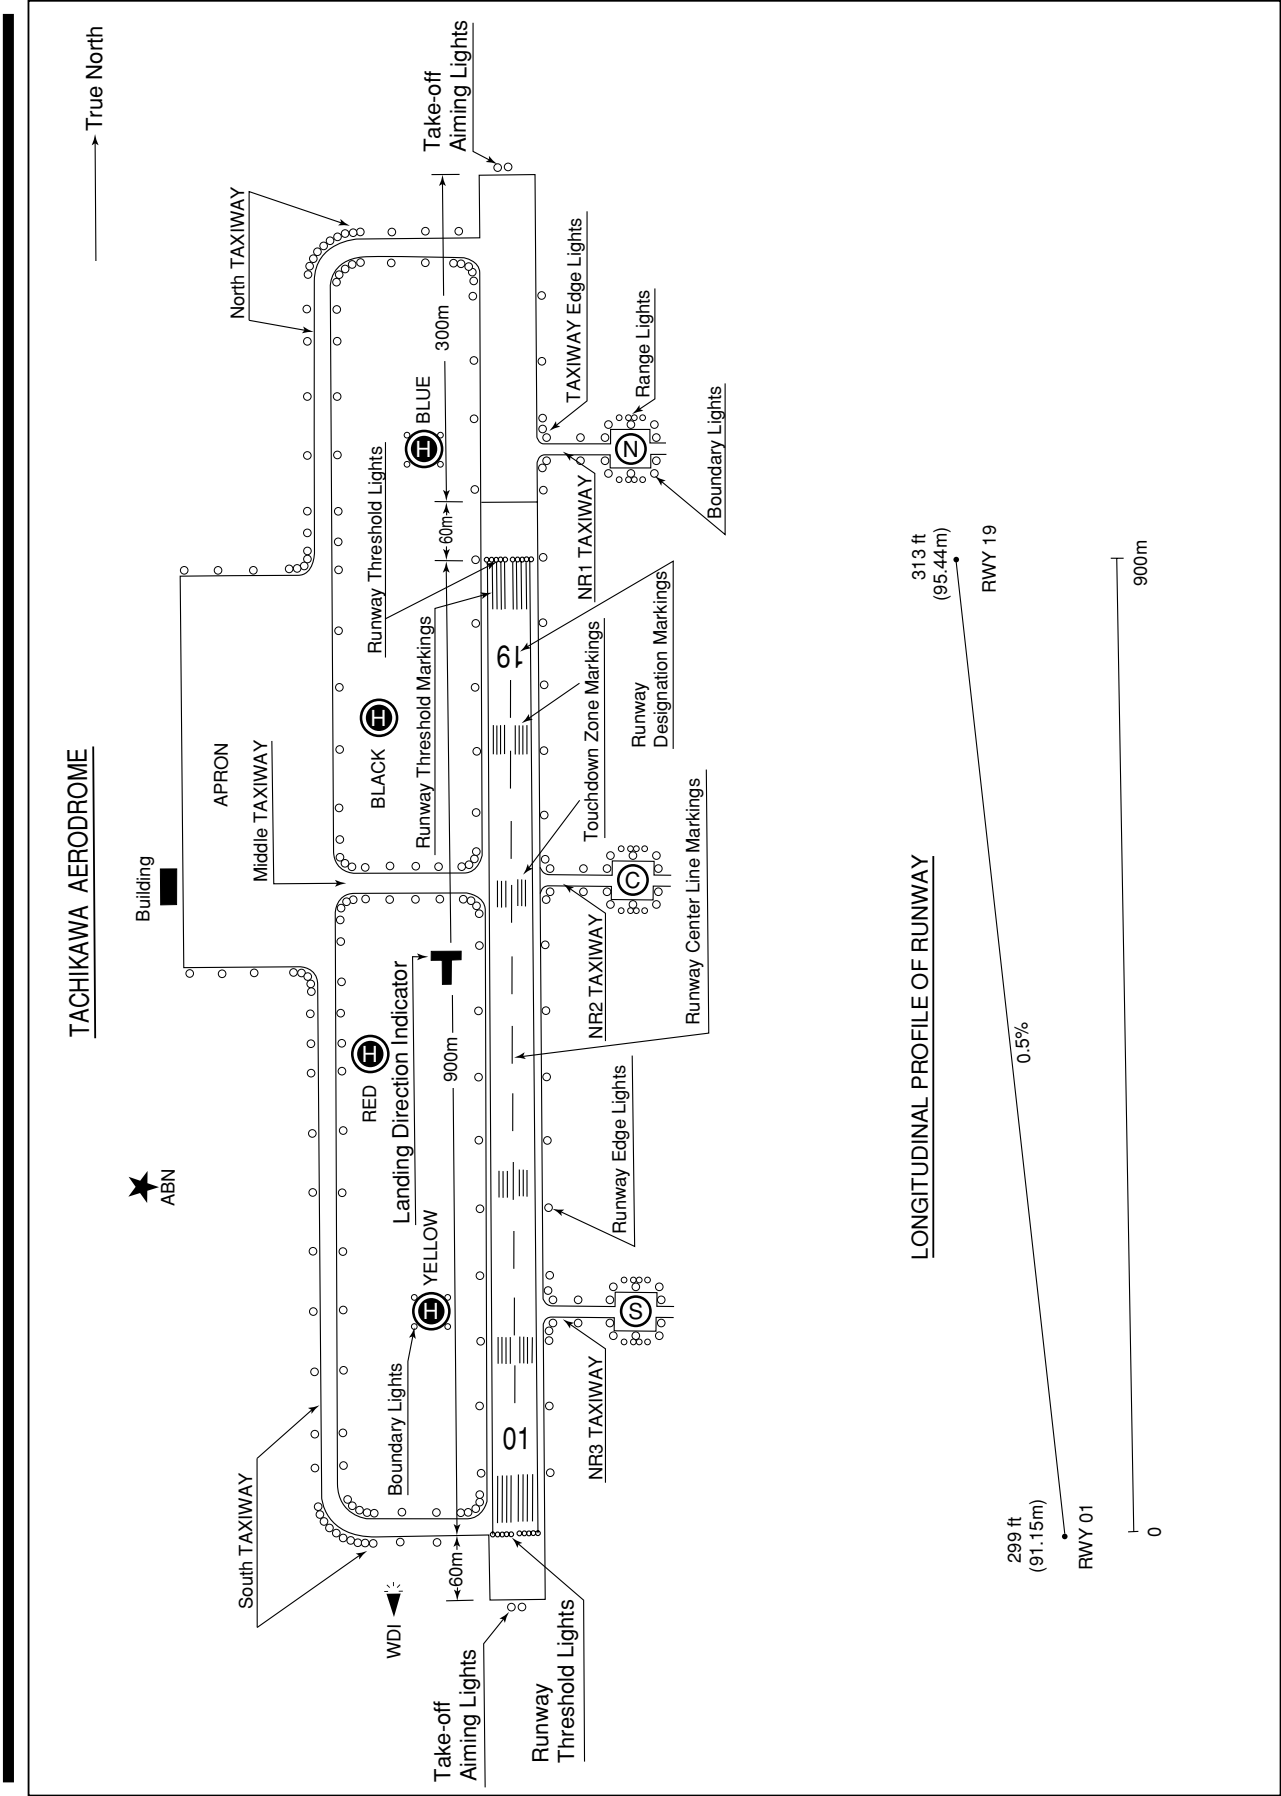 TACHIKAWA AERODROME
True North
Building
ABN
APRON
North TAXIWAY
Middle TAXIWAY
South TAXIWAY
Take-off
Aiming Lights
300m
H
BLUE
Runway Threshold Lights
60m
Runway Threshold Markings
H
BLACK
H
RED
Landing Direction Indicator
900m
H
YELLOW
Boundary Lights
WDI
60m
Take-off
Aiming Lights
Runway
Threshold Lights
19
01
TAXIWAY Edge Lights
Range Lights
N
Boundary Lights
NR1 TAXIWAY
Touchdown Zone Markings
Runway
Designation Markings
C
NR2 TAXIWAY
Runway Center Line Markings
Runway Edge Lights
S
NR3 TAXIWAY
LONGITUDINAL PROFILE OF RUNWAY
313 ft
(95.44m)
RWY 19
0.5%
299 ft
(91.15m)
RWY 01
900m
0